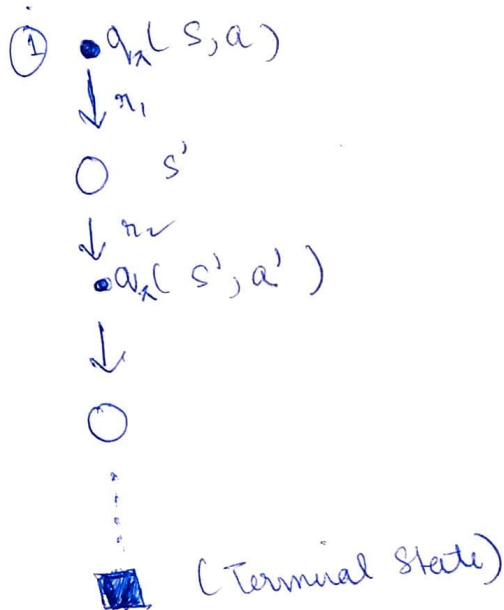 ① q_π(S, a)
r₁
S'
r₂
q_π(S', a')
(Terminal State)